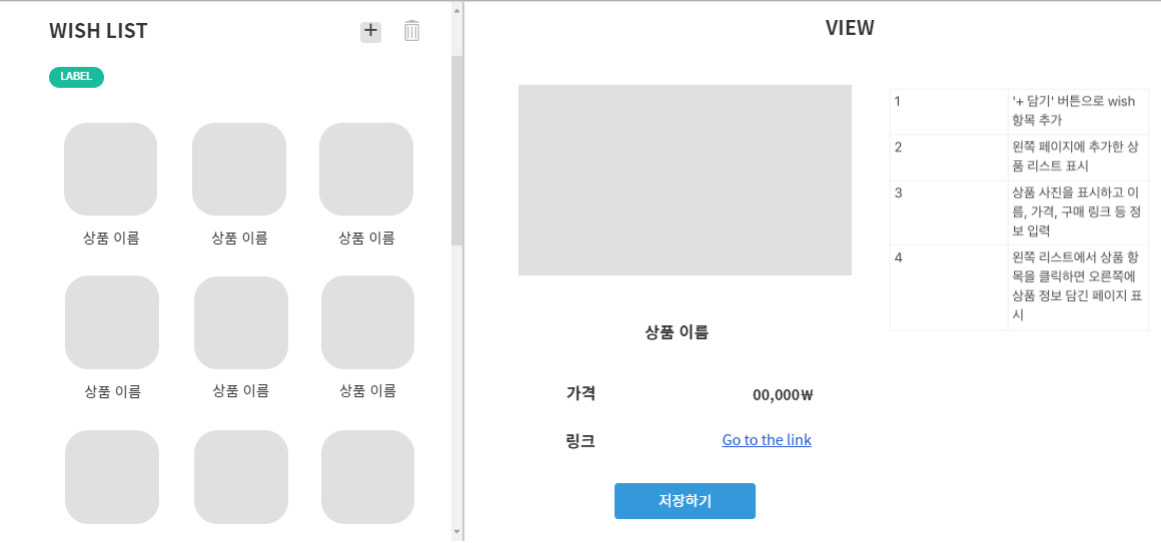 WISH LIST
+
LABEL
상품 이름
상품 이름
상품 이름
상품 이름
상품 이름
상품 이름
VIEW
상품 이름
가격
00,000₩
링크
Go to the link
저장하기
1
'+ 담기' 버튼으로 wish
항목 추가
2
왼쪽 페이지에 추가한 상
품 리스트 표시
3
상품 사진을 표시하고 이
름, 가격, 구매 링크 등 정
보 입력
4
왼쪽 리스트에서 상품 항
목을 클릭하면 오른쪽에
상품 정보 담긴 페이지 표
시